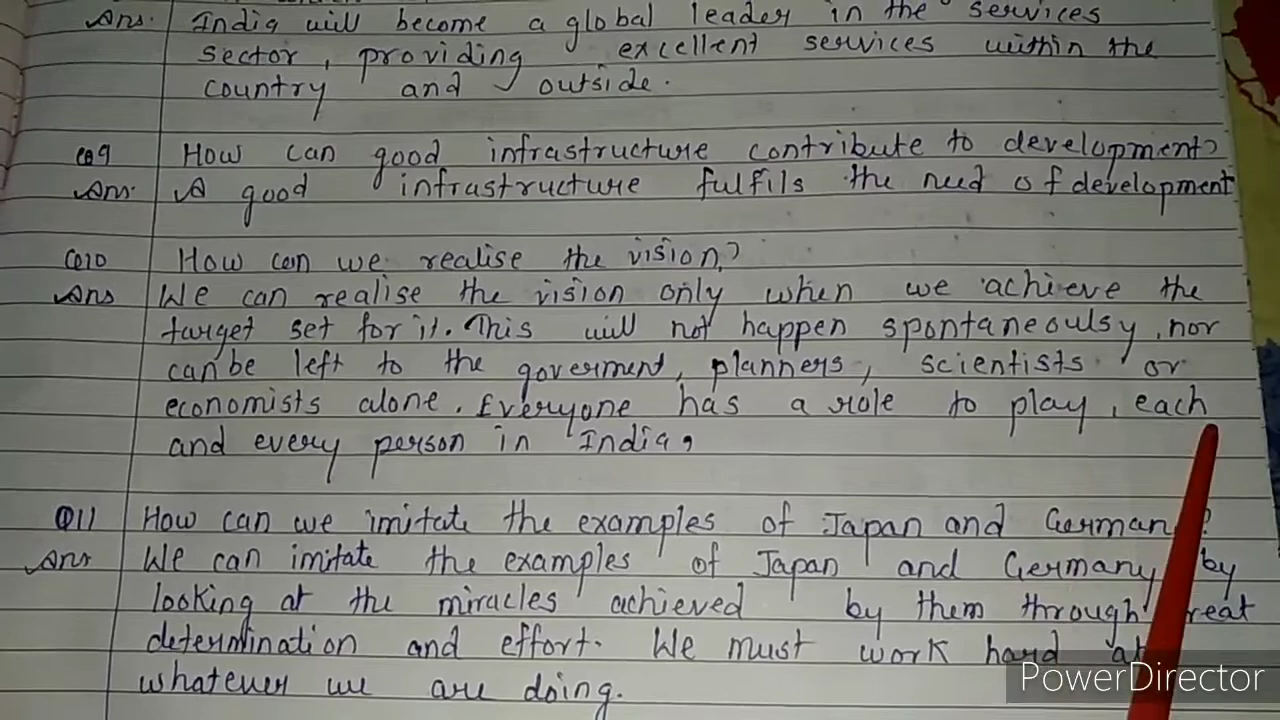 Ans. India will become a global leader in the services
sector, providing excellent services within the
country and outside.
Q9 How can good infrastructure contribute to development?
Ans. A good infrastructure fulfils the need of development
Q10 How can we realise the vision?
Ans We can realise the vision only when we achieve the
target set for it. This will not happen spontaneoulsy, nor
can be left to the goverment, planners, scientists or
economists alone. Everyone has a role to play, each
and every person in India,
Q11 How can we imitate the examples of Japan and German ?
Ans We can imitate the examples of Japan and Germany by
looking at the miracles achieved by them through reat
determination and effort. We must work hard at
whatever we are doing.
PowerDirector